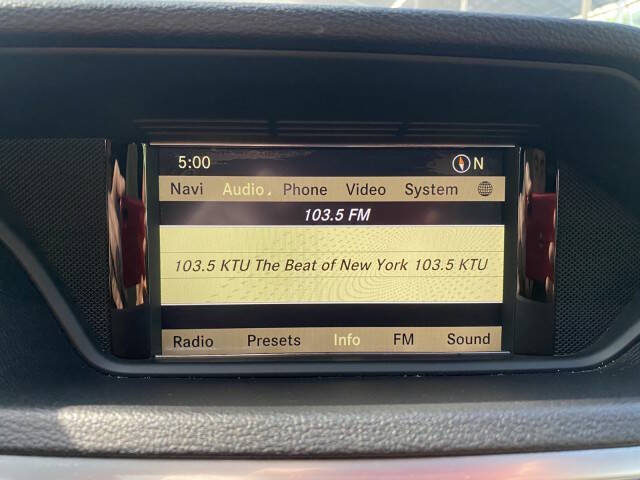 5:00 N
Navi Audio Phone Video System
103.5 FM
103.5 KTU The Beat of New York 103.5 KTU
Radio Presets Info FM Sound